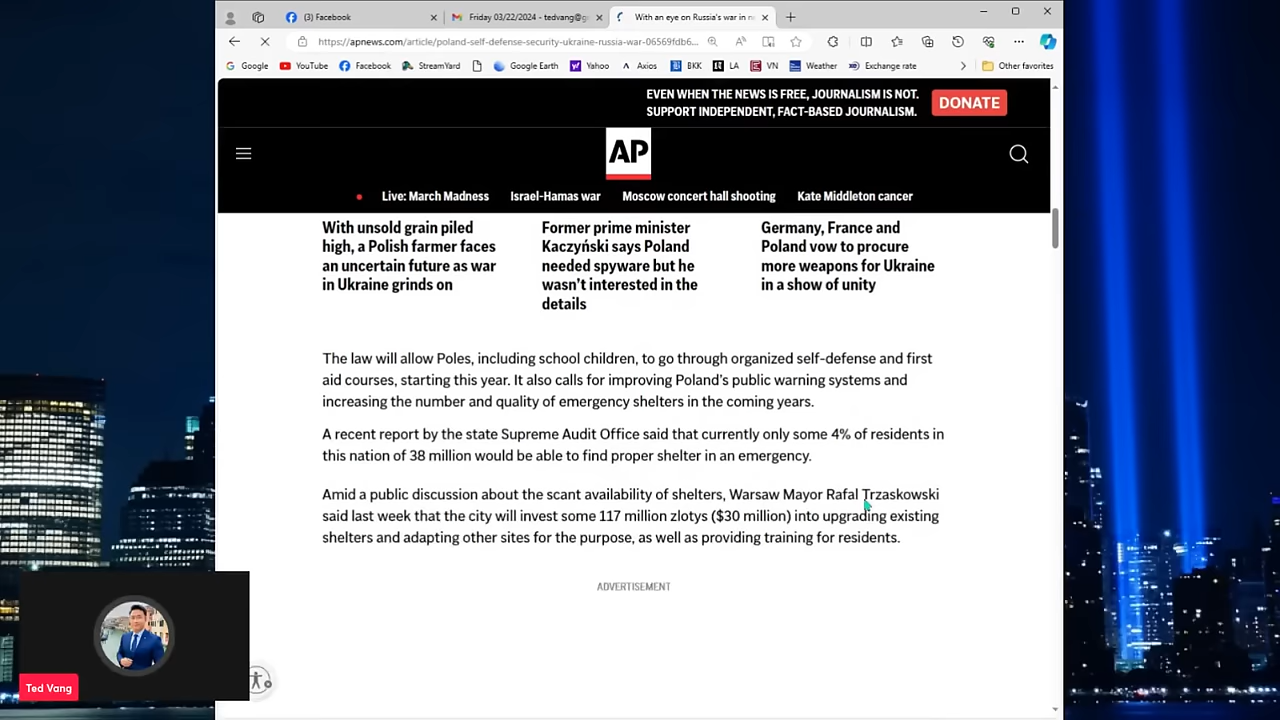 (3) Facebook
Friday 03/22/2024 - tedvang@g
With an eye on Russia's war in n
https://apnews.com/article/poland-self-defense-security-ukraine-russia-war-06569fdb6...
Google
YouTube
Facebook
StreamYard
Google Earth
Yahoo
Axios
BKK
LA
VN
Weather
Exchange rate
Other favorites
EVEN WHEN THE NEWS IS FREE, JOURNALISM IS NOT.
SUPPORT INDEPENDENT, FACT-BASED JOURNALISM.
DONATE
AP
Live: March Madness
Israel-Hamas war
Moscow concert hall shooting
Kate Middleton cancer
With unsold grain piled
high, a Polish farmer faces
an uncertain future as war
in Ukraine grinds on
Former prime minister
Kaczyński says Poland
needed spyware but he
wasn't interested in the
details
Germany, France and
Poland vow to procure
more weapons for Ukraine
in a show of unity
The law will allow Poles, including school children, to go through organized self-defense and first
aid courses, starting this year. It also calls for improving Poland's public warning systems and
increasing the number and quality of emergency shelters in the coming years.
A recent report by the state Supreme Audit Office said that currently only some 4% of residents in
this nation of 38 million would be able to find proper shelter in an emergency.
Amid a public discussion about the scant availability of shelters, Warsaw Mayor Rafal Trzaskowski
said last week that the city will invest some 117 million zlotys ($30 million) into upgrading existing
shelters and adapting other sites for the purpose, as well as providing training for residents.
ADVERTISEMENT
Ted Vang